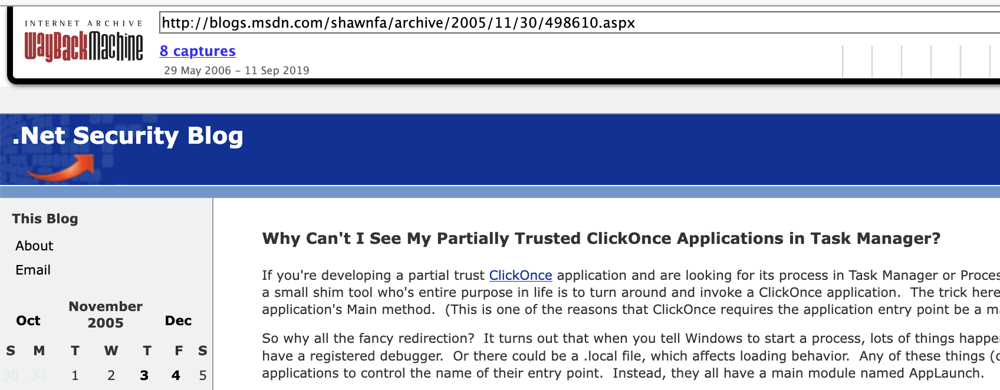 INTERNET ARCHIVE
WayBackMachine
http://blogs.msdn.com/shawnfa/archive/2005/11/30/498610.aspx
8 captures
29 May 2006 – 11 Sep 2019
.Net Security Blog
This Blog
About
Email
November
Oct 2005 Dec
S M T W T F S
30 31 1 2 3 4 5
Why Can't I See My Partially Trusted ClickOnce Applications in Task Manager?
If you're developing a partial trust ClickOnce application and are looking for its process in Task Manager or Proces
a small shim tool who's entire purpose in life is to turn around and invoke a ClickOnce application. The trick here
application's Main method. (This is one of the reasons that ClickOnce requires the application entry point be a m
So why all the fancy redirection? It turns out that when you tell Windows to start a process, lots of things happe
have a registered debugger. Or there could be a .local file, which affects loading behavior. Any of these things (
applications to control the name of their entry point. Instead, they all have a main module named AppLaunch.